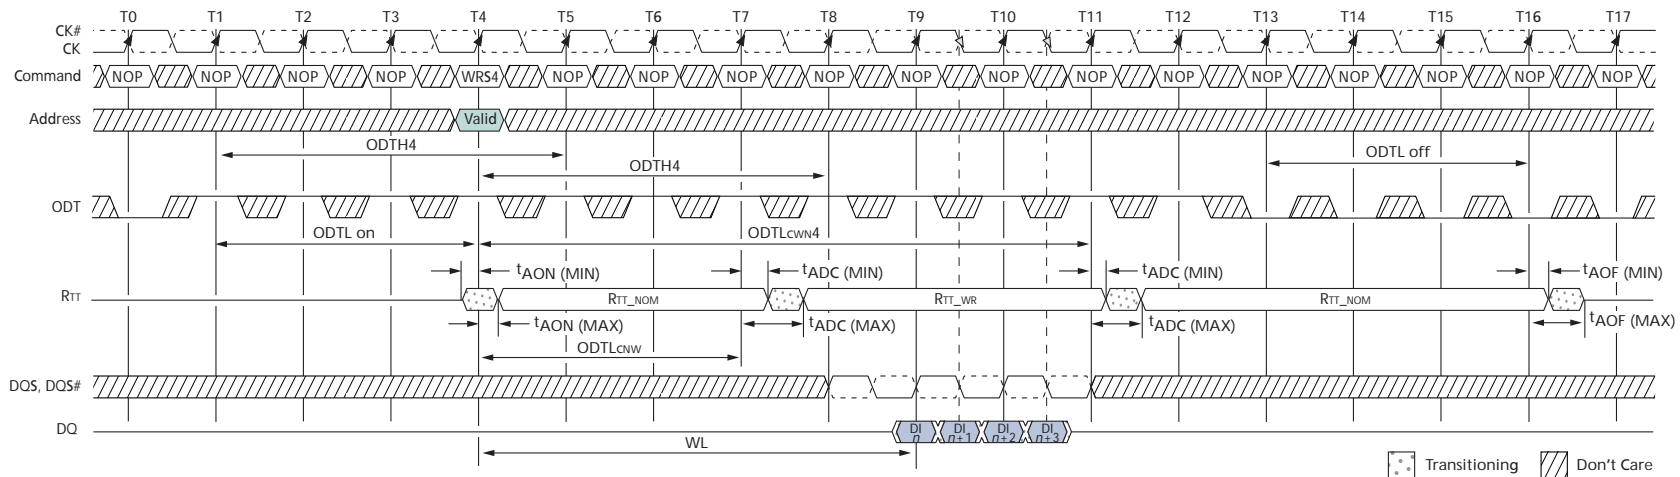 T0 T1 T2 T3 T4 T5 T6 T7 T8 T9 T10 T11 T12 T13 T14 T15 T16 T17
CK#
CK
Command NOP NOP NOP NOP WRS4 NOP NOP NOP NOP NOP NOP NOP NOP NOP NOP NOP NOP NOP
Address Valid
ODTH4 ODTL off
ODTH4
ODT
ODTL on ODTLCWN4
tAON (MIN) tADC (MIN) tADC (MIN) tAOF (MIN)
RTT RTT_NOM RTT_WR RTT_NOM
tAON (MAX) tADC (MAX) tADC (MAX) tAOF (MAX)
ODTLCNW
DQS, DQS#
DQ DI n DI n+1 DI n+2 DI n+3
WL
Transitioning Don't Care